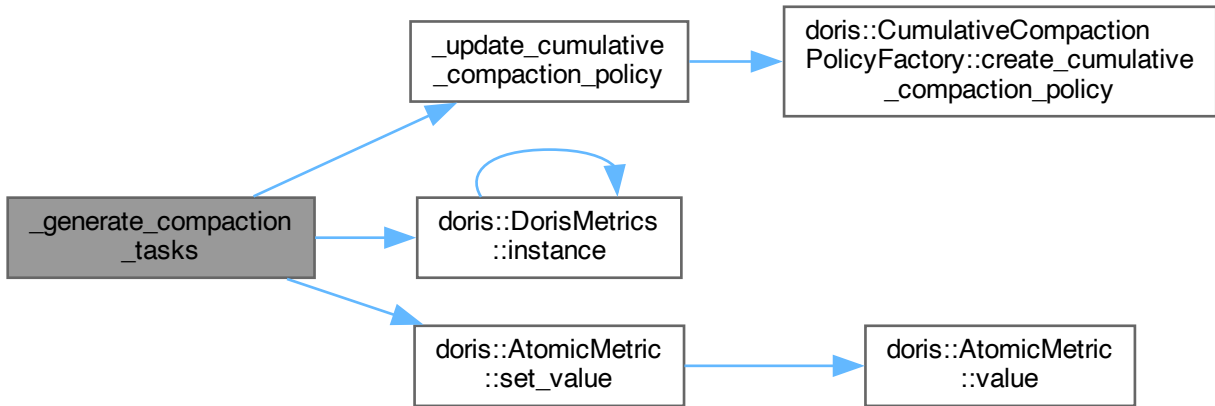 _update_cumulative
_compaction_policy
doris::CumulativeCompaction
PolicyFactory::create_cumulative
_compaction_policy
_generate_compaction
_tasks
doris::DorisMetrics
::instance
doris::AtomicMetric
::set_value
doris::AtomicMetric
::value